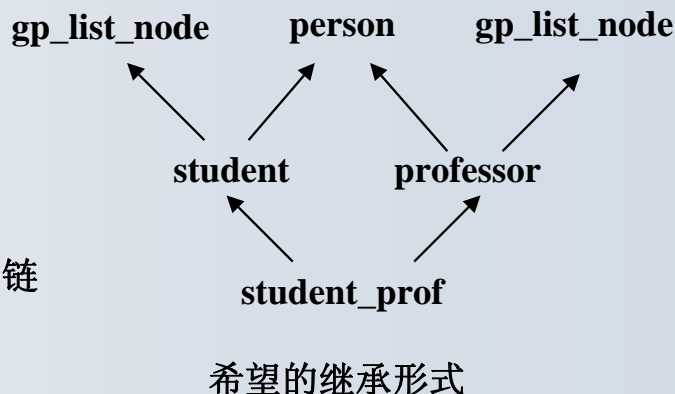 gp_list_node person gp_list_node
student professor
链
student_prof
希望的继承形式